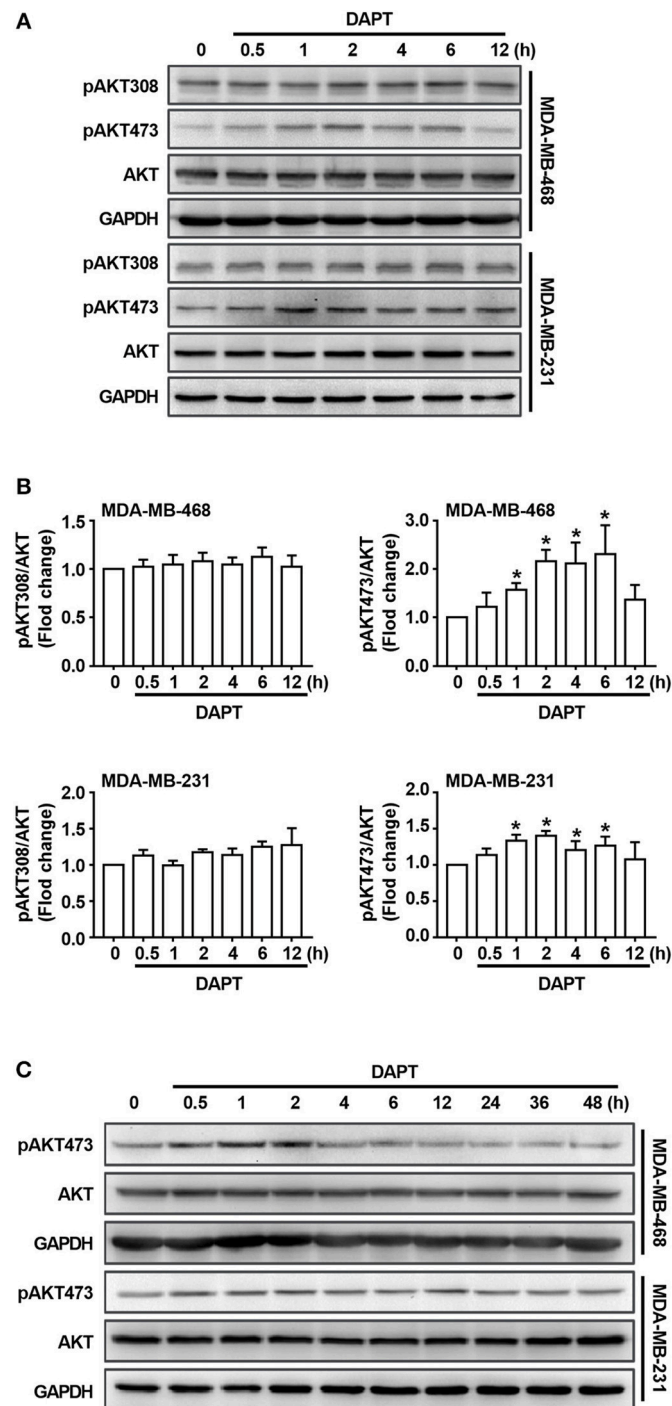 A
DAPT
0 0.5 1 2 4 6 12 (h)
pAKT308
pAKT473
AKT
GAPDH
MDA-MB-468
pAKT308
pAKT473
AKT
GAPDH
MDA-MB-231
B
MDA-MB-468
pAKT308/AKT
(Flod change)
1.5
1.0
0.5
0.0
0 0.5 1 2 4 6 12 (h)
DAPT
MDA-MB-468
pAKT473/AKT
(Flod change)
3.0
2.0
1.0
0.0
* * * *
0 0.5 1 2 4 6 12 (h)
DAPT
MDA-MB-231
pAKT308/AKT
(Flod change)
2.0
1.5
1.0
0.5
0.0
0 0.5 1 2 4 6 12 (h)
DAPT
MDA-MB-231
pAKT473/AKT
(Flod change)
2.0
1.5
1.0
0.5
0.0
* * * *
0 0.5 1 2 4 6 12 (h)
DAPT
C
DAPT
0 0.5 1 2 4 6 12 24 36 48 (h)
pAKT473
AKT
GAPDH
MDA-MB-468
pAKT473
AKT
GAPDH
MDA-MB-231